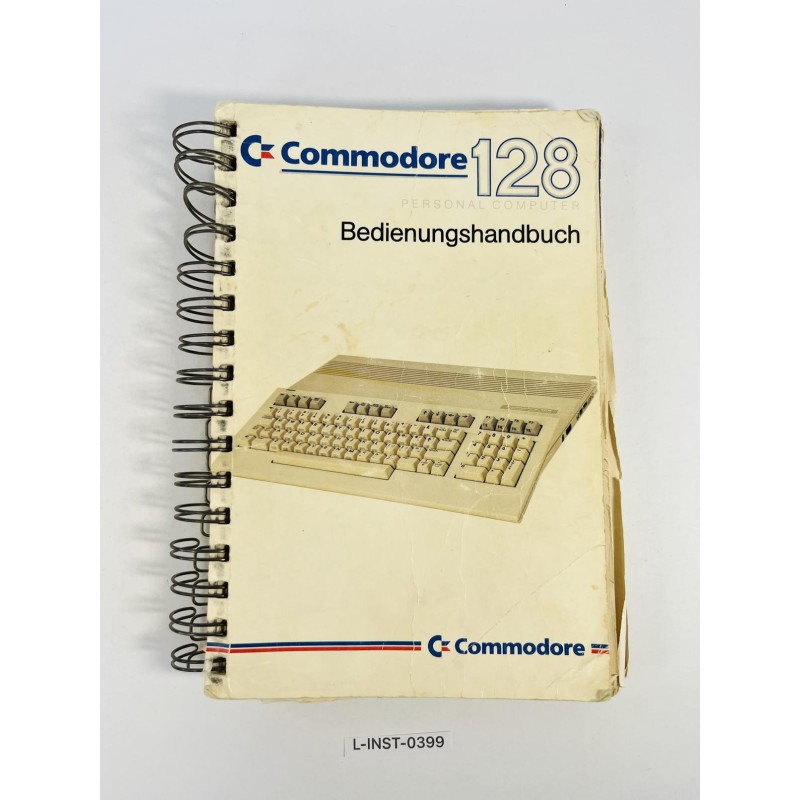 Commodore 128
PERSONAL COMPUTER
Bedienungshandbuch
Commodore
L-INST-0399